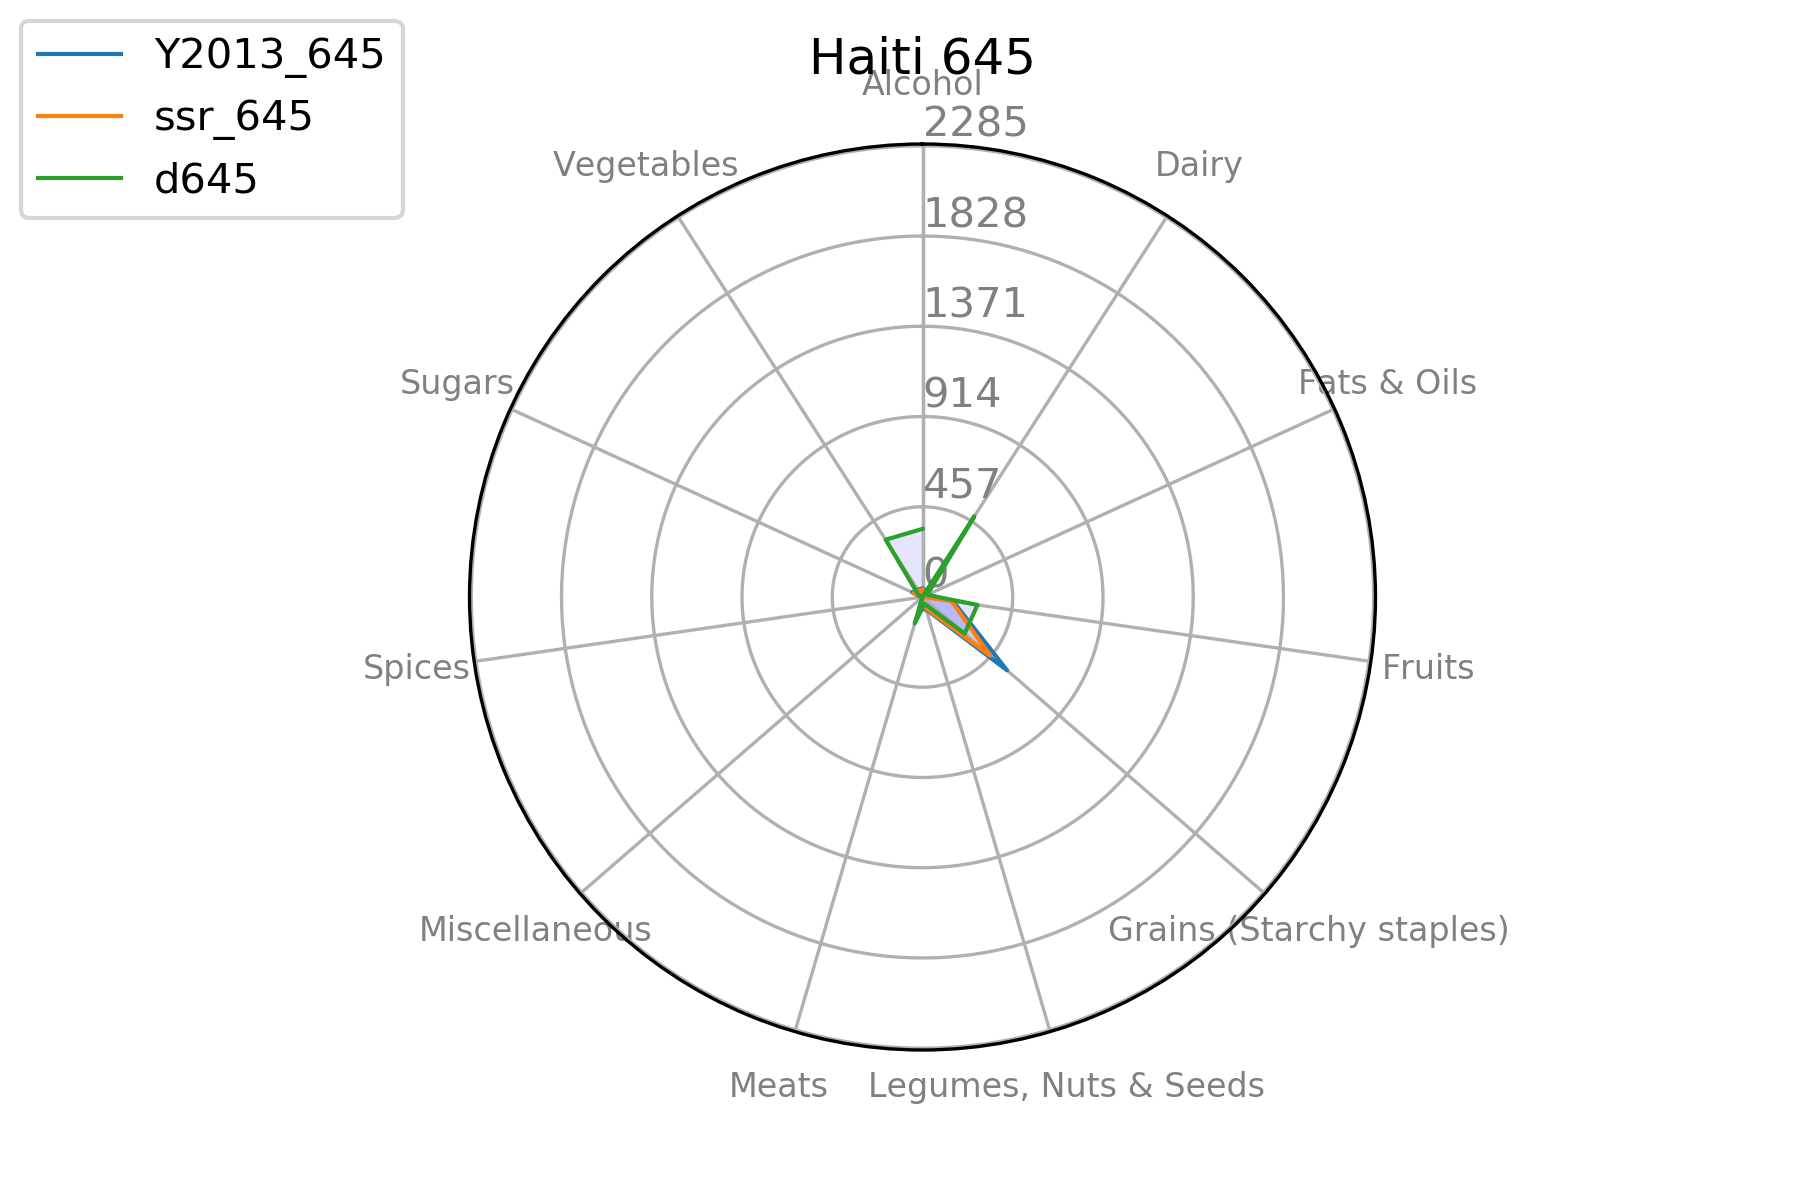 Y2013_645
ssr_645
d645
Haiti 645
Alcohol
2285
Vegetables
Dairy
1828
1371
Sugars
Fats & Oils
914
457
0
Spices
Fruits
Miscellaneous
Grains (Starchy staples)
Meats
Legumes, Nuts & Seeds